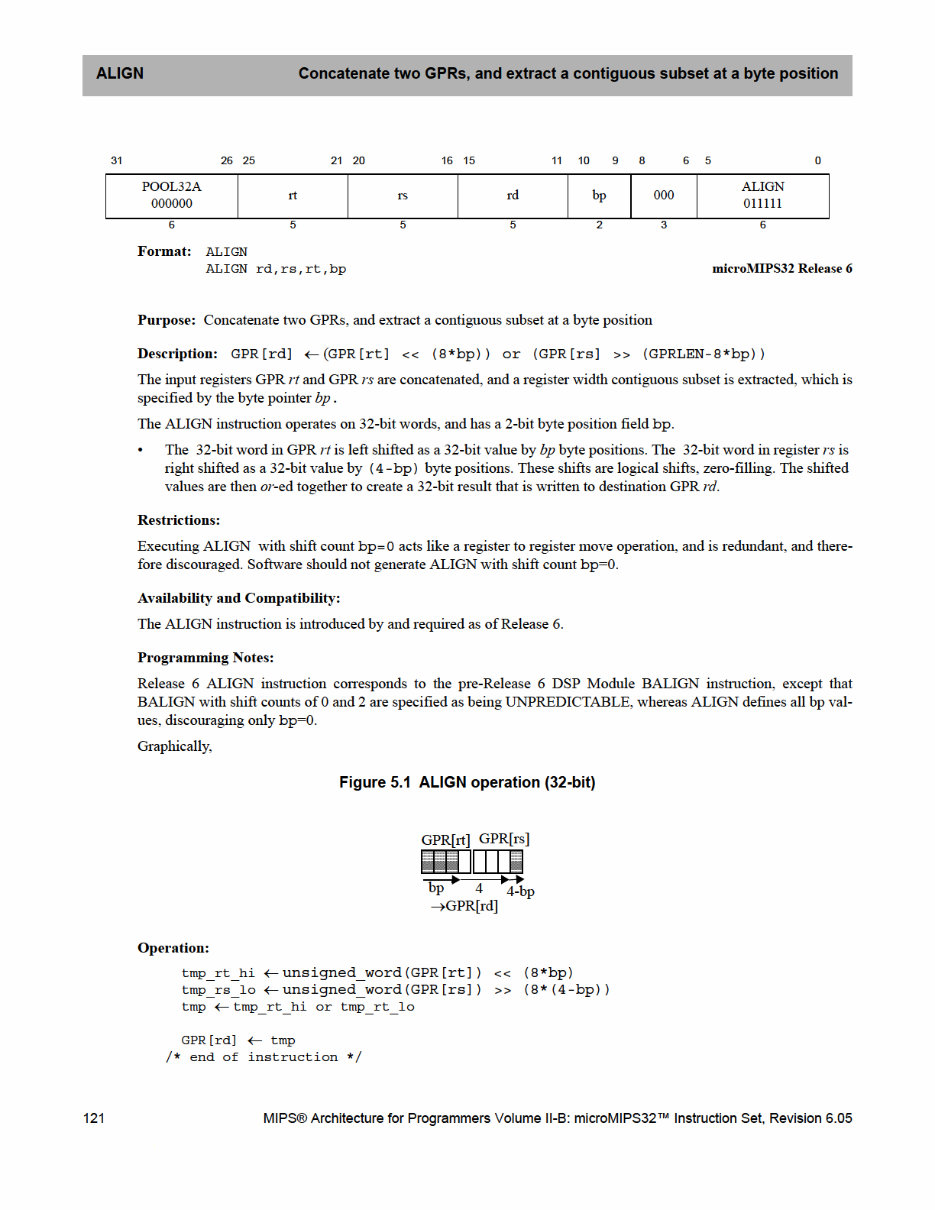 ALIGN Concatenate two GPRs, and extract a contiguous subset at a byte position
31 26 25 21 20 16 15 11 10 9 8 6 5 0
POOL32A
000000 rt rs rd bp 000 ALIGN
011111
6 5 5 5 2 3 6
Format: ALIGN
ALIGN rd,rs,rt,bp microMIPS32 Release 6
Purpose: Concatenate two GPRs, and extract a contiguous subset at a byte position
Description: GPR[rd] ← (GPR[rt] << (8*bp)) or (GPR[rs] >> (GPRLEN-8*bp))
The input registers GPR rt and GPR rs are concatenated, and a register width contiguous subset is extracted, which is
specified by the byte pointer bp .
The ALIGN instruction operates on 32-bit words, and has a 2-bit byte position field bp.
• The 32-bit word in GPR rt is left shifted as a 32-bit value by bp byte positions. The 32-bit word in register rs is
right shifted as a 32-bit value by (4-bp) byte positions. These shifts are logical shifts, zero-filling. The shifted
values are then or-ed together to create a 32-bit result that is written to destination GPR rd.
Restrictions:
Executing ALIGN with shift count bp=0 acts like a register to register move operation, and is redundant, and there-
fore discouraged. Software should not generate ALIGN with shift count bp=0.
Availability and Compatibility:
The ALIGN instruction is introduced by and required as of Release 6.
Programming Notes:
Release 6 ALIGN instruction corresponds to the pre-Release 6 DSP Module BALIGN instruction, except that
BALIGN with shift counts of 0 and 2 are specified as being UNPREDICTABLE, whereas ALIGN defines all bp val-
ues, discouraging only bp=0.
Graphically,
Figure 5.1 ALIGN operation (32-bit)
GPR[rt] GPR[rs]
bp 4 4-bp
→GPR[rd]
Operation:
tmp_rt_hi ← unsigned_word(GPR[rt]) << (8*bp)
tmp_rs_lo ← unsigned_word(GPR[rs]) >> (8*(4-bp))
tmp ← tmp_rt_hi or tmp_rt_lo
GPR[rd] ← tmp
/* end of instruction */
121 MIPS® Architecture for Programmers Volume II-B: microMIPS32™ Instruction Set, Revision 6.05